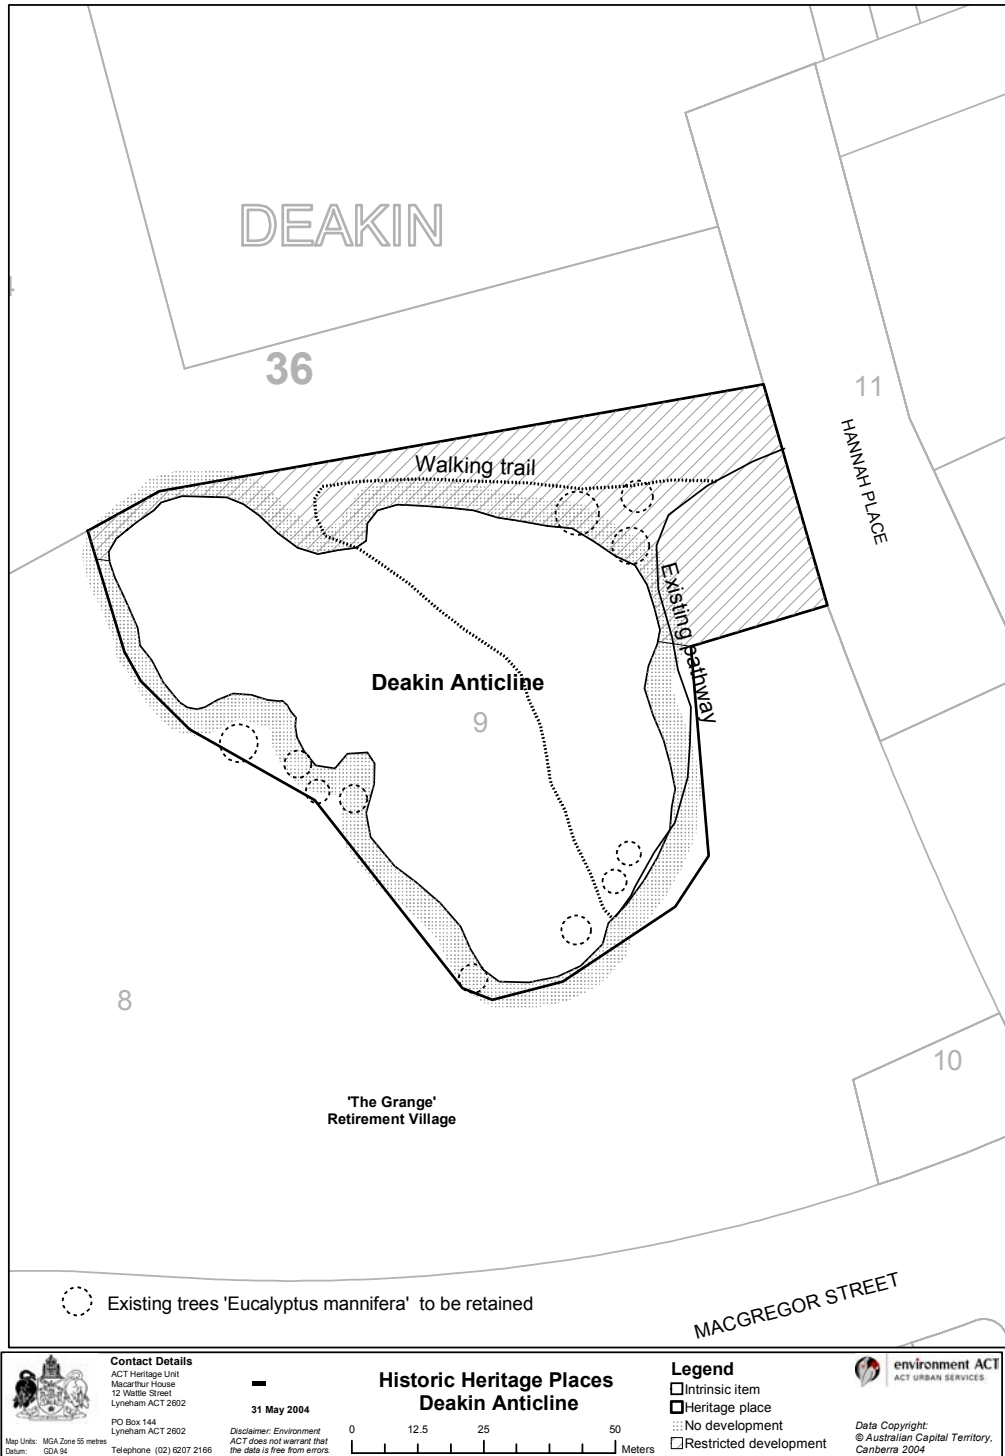 DEAKIN
36
11
HANNAH PLACE
Walking trail
Existing pathway
Deakin Anticline
9
8
10
'The Grange'
Retirement Village
Existing trees 'Eucalyptus mannifera' to be retained
MACGREGOR STREET
Contact Details
ACT Heritage Unit
Macarthur House
12 Wattle Street
Lyneham ACT 2602
PO Box 144
Lyneham ACT 2602
Telephone (02) 6207 2166
Map Units: MGA Zone 55 metres
Datum: GDA 94
31 May 2004
Disclaimer: Environment
ACT does not warrant that
the data is free from errors.
Historic Heritage Places
Deakin Anticline
0 12.5 25 50
Meters
Legend
Intrinsic item
Heritage place
No development
Restricted development
environment ACT
ACT URBAN SERVICES
Data Copyright:
© Australian Capital Territory,
Canberra 2004